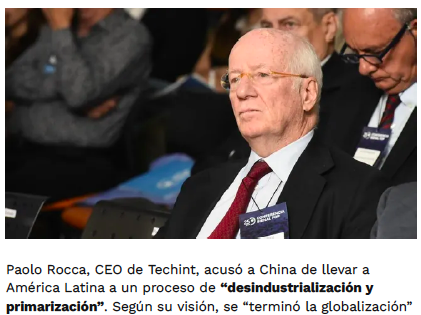 CONFERENCIA
Paolo Rocca, CEO de Techint, acusó a China de llevar a
América Latina a un proceso de “desindustrialización y
primarización”. Según su visión, se “terminó la globalización”